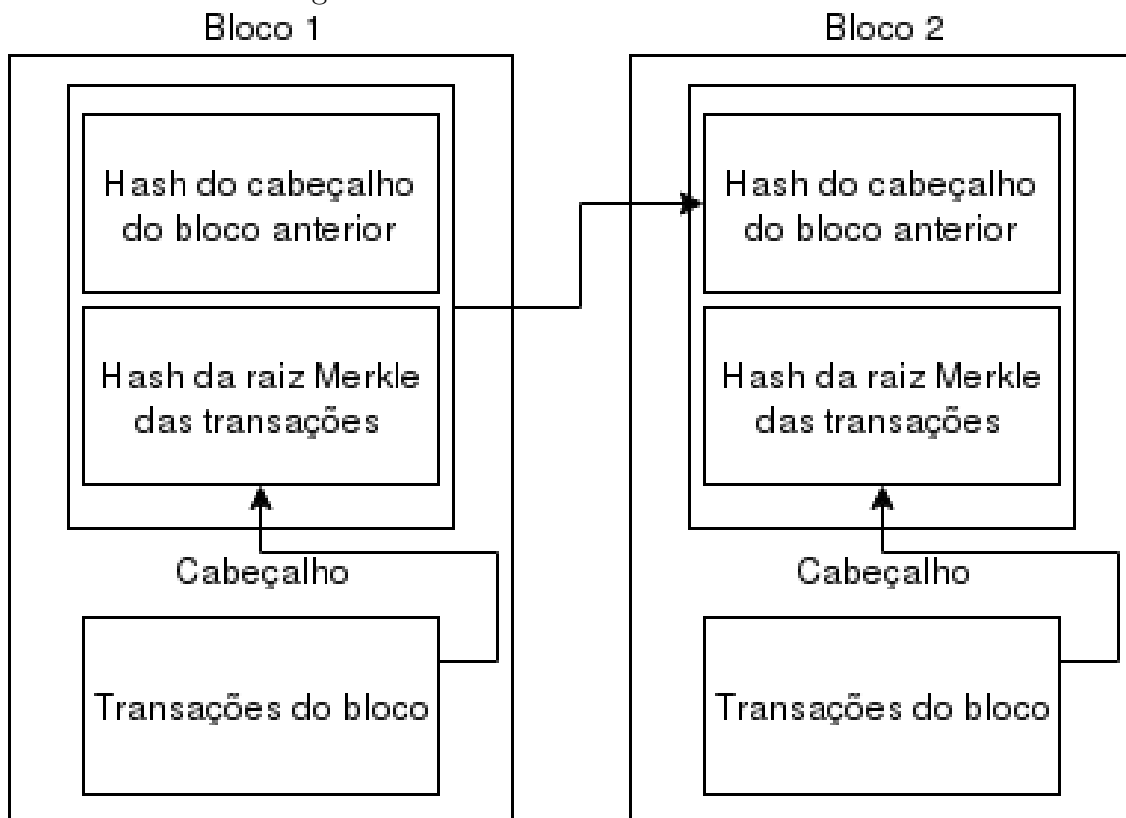 Bloco 1
Hash do cabeçalho
do bloco anterior
Hash da raiz Merkle
das transações
Cabeçalho
Transações do bloco
Bloco 2
Hash do cabeçalho
do bloco anterior
Hash da raiz Merkle
das transações
Cabeçalho
Transações do bloco